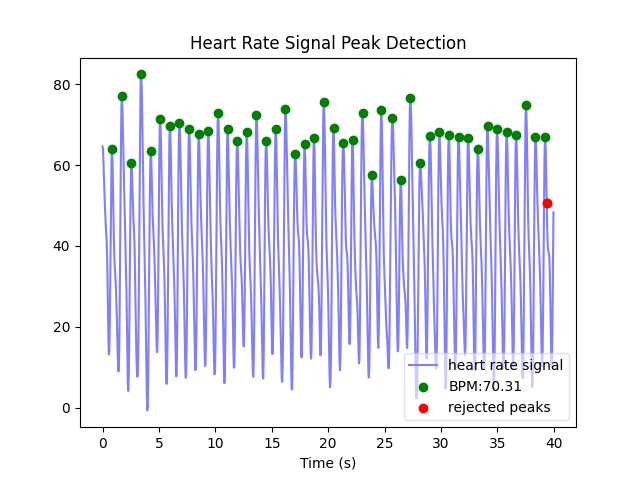 Heart Rate Signal Peak Detection
80
60
40
20
0
heart rate signal
BPM:70.31
rejected peaks
0 5 10 15 20 25 30 35 40
Time (s)